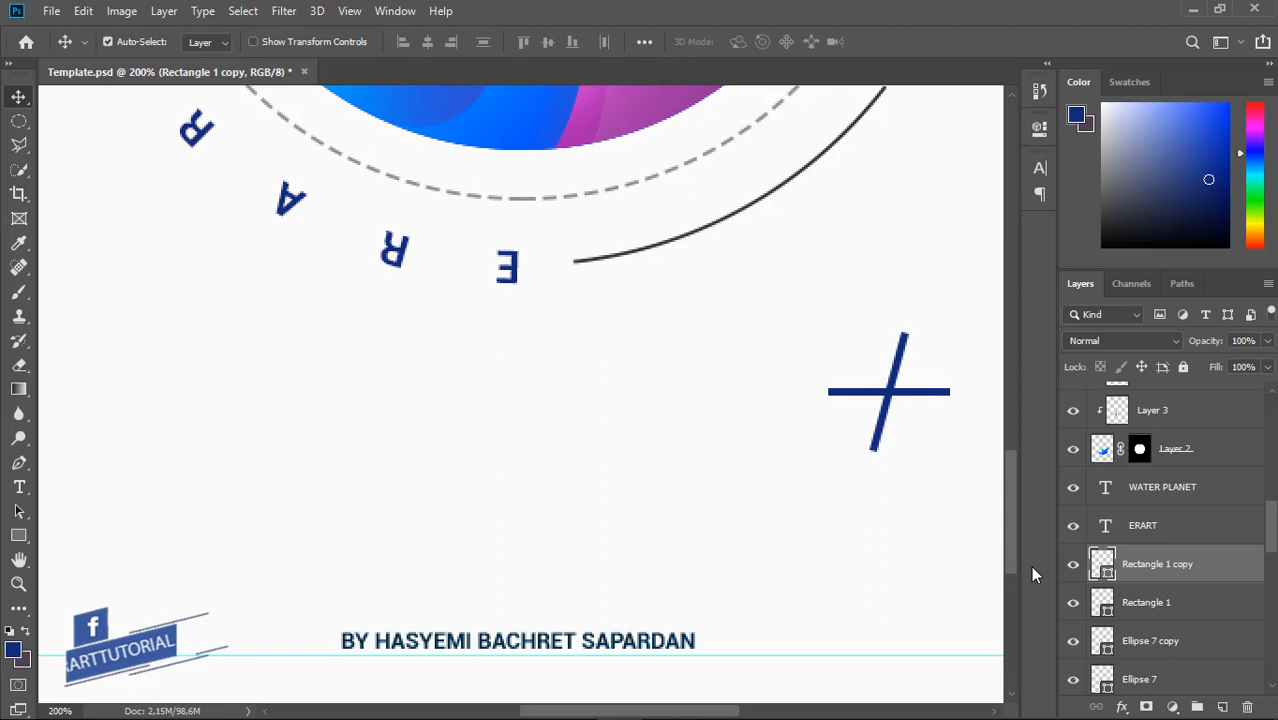 Ps File Edit Image Layer Type Select Filter 3D View Window Help
Auto-Select: Layer Show Transform Controls 3D Mode:
Template.psd @ 200% (Rectangle 1 copy, RGB/8) *
Color Swatches
R
A
R
E
Layers Channels Paths
Kind
Normal Opacity: 100%
Lock: Fill: 100%
Layer 3
Layer 2
T WATER PLANET
T ERART
Rectangle 1 copy
Rectangle 1
Ellipse 7 copy
Ellipse 7
f
RARTTUTORIAL
BY HASYEMI BACHRET SAPARDAN
200% Doc: 2,15M/98,6M
fx